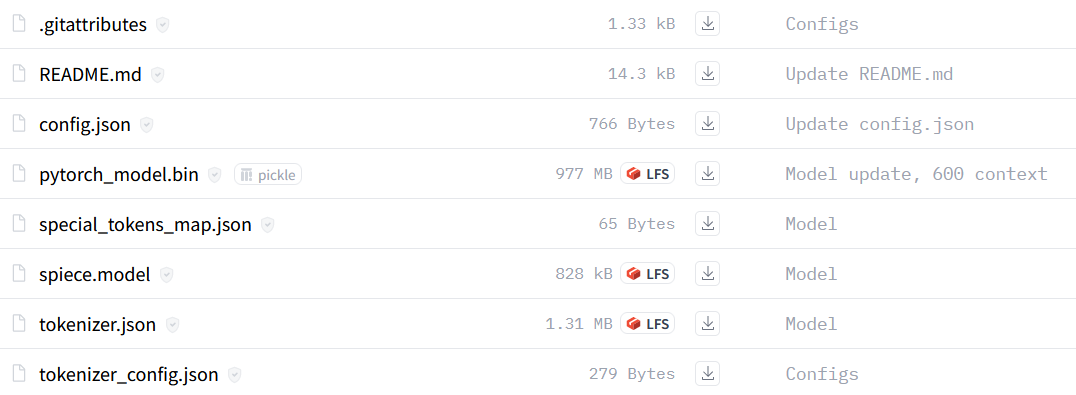 .gitattributes 1.33 kB Configs
README.md 14.3 kB Update README.md
config.json 766 Bytes Update config.json
pytorch_model.bin pickle 977 MB LFS Model update, 600 context
special_tokens_map.json 65 Bytes Model
spiece.model 828 kB LFS Model
tokenizer.json 1.31 MB LFS Model
tokenizer_config.json 279 Bytes Configs